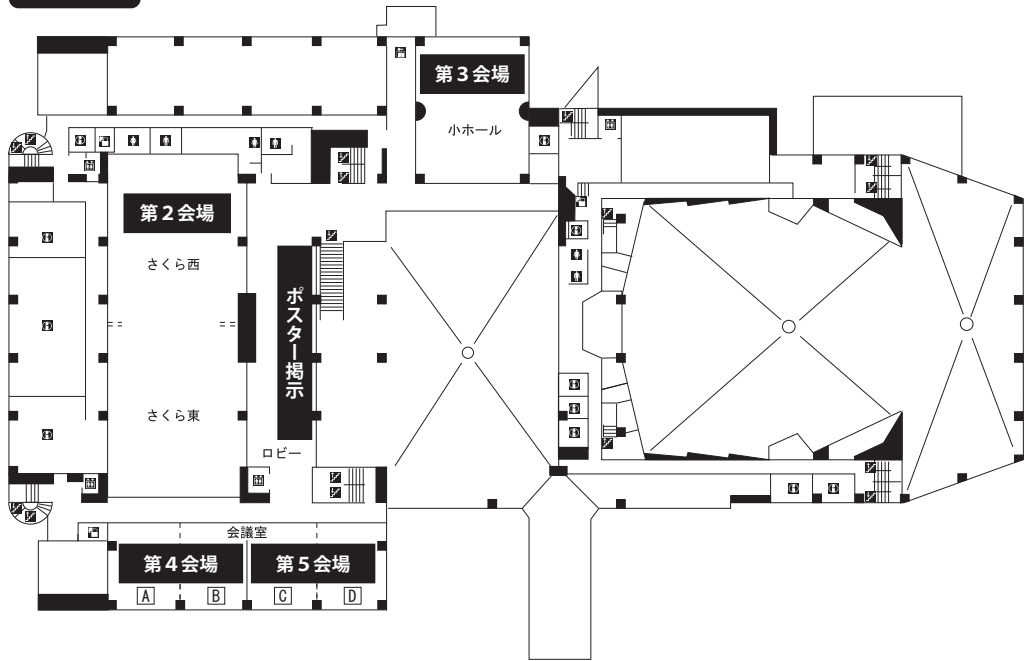 第3会場
小ホール
第2会場
さくら西
ポスター掲示
さくら東
ロビー
会議室
第4会場
第5会場
A
B
C
D